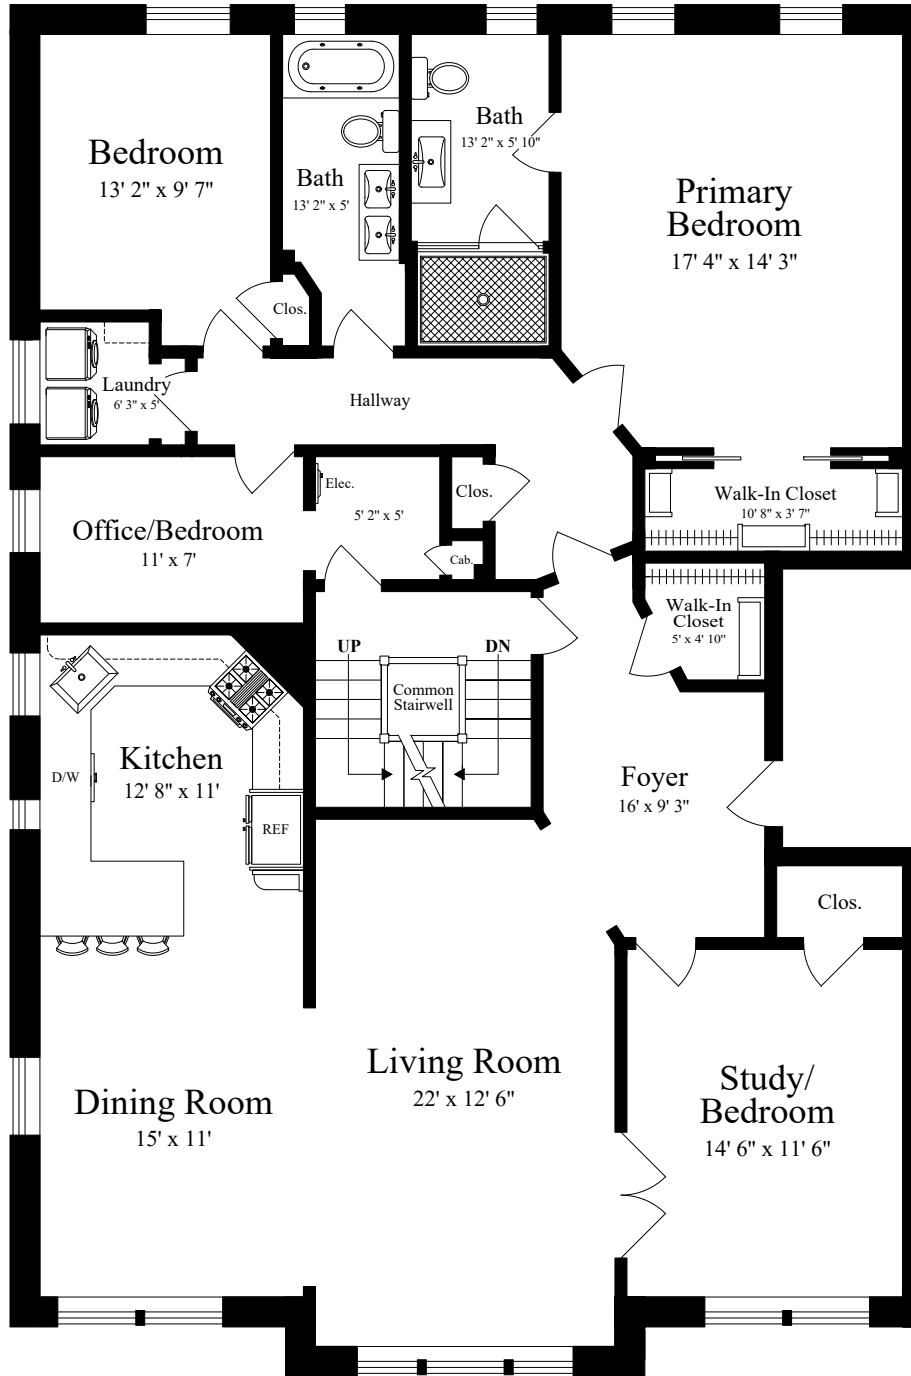 Bedroom
13' 2" x 9' 7"
Bath
13' 2" x 5'
Bath
13' 2" x 5' 10"
Primary
Bedroom
17' 4" x 14' 3"
Clos.
Laundry
6' 3" x 5'
Hallway
Office/Bedroom
11' x 7'
Elec.
5' 2" x 5'
Clos.
Cab.
Walk-In Closet
10' 8" x 3' 7"
Walk-In
Closet
5' x 4' 10"
UP
DN
Common
Stairwell
Kitchen
12' 8" x 11'
D/W
REF
Foyer
16' x 9' 3"
Clos.
Living Room
22' x 12' 6"
Dining Room
15' x 11'
Study/
Bedroom
14' 6" x 11' 6"